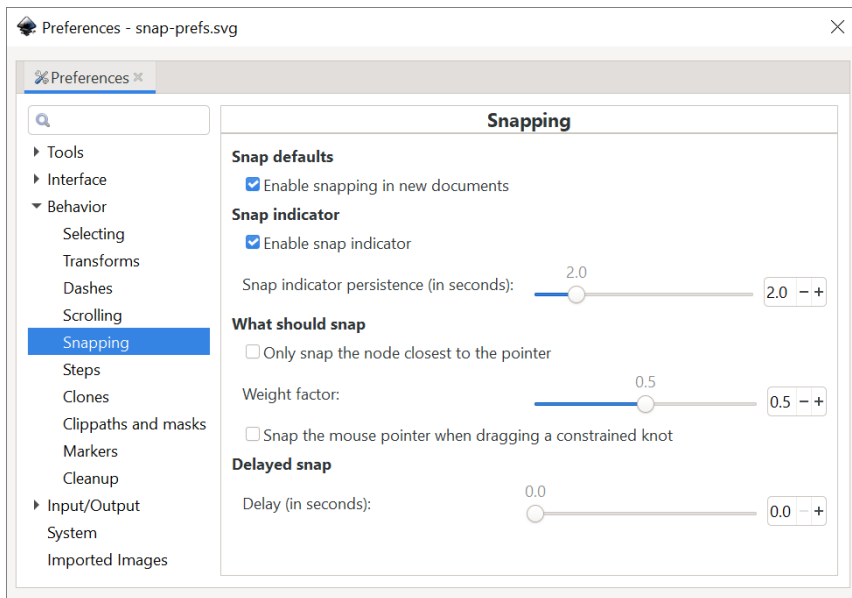 Preferences - snap-prefs.svg
Preferences
Tools
Interface
Behavior
Selecting
Transforms
Dashes
Scrolling
Snapping
Steps
Clones
Clippaths and masks
Markers
Cleanup
Input/Output
System
Imported Images
Snapping
Snap defaults
Enable snapping in new documents
Snap indicator
Enable snap indicator
2.0
Snap indicator persistence (in seconds): 2.0
What should snap
Only snap the node closest to the pointer
0.5
Weight factor: 0.5
Snap the mouse pointer when dragging a constrained knot
Delayed snap
0.0
Delay (in seconds): 0.0